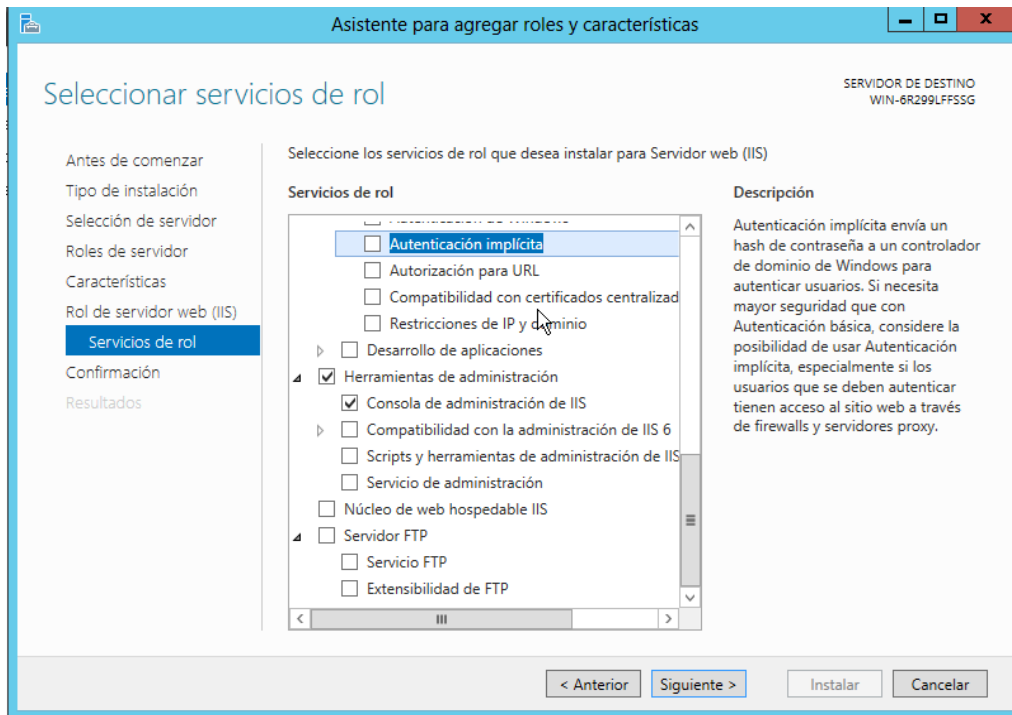 Asistente para agregar roles y características
Seleccionar servicios de rol
SERVIDOR DE DESTINO
WIN-6R299LFFSSG
Antes de comenzar
Tipo de instalación
Selección de servidor
Roles de servidor
Características
Rol de servidor web (IIS)
Servicios de rol
Confirmación
Resultados
Seleccione los servicios de rol que desea instalar para Servidor web (IIS)
Servicios de rol
Autenticación implícita
Autorización para URL
Compatibilidad con certificados centralizad
Restricciones de IP y dominio
Desarrollo de aplicaciones
Herramientas de administración
Consola de administración de IIS
Compatibilidad con la administración de IIS 6
Scripts y herramientas de administración de IIS
Servicio de administración
Núcleo de web hospedable IIS
Servidor FTP
Servicio FTP
Extensibilidad de FTP
Descripción
Autenticación implícita envía un
hash de contraseña a un controlador
de dominio de Windows para
autenticar usuarios. Si necesita
mayor seguridad que con
Autenticación básica, considere la
posibilidad de usar Autenticación
implícita, especialmente si los
usuarios que se deben autenticar
tienen acceso al sitio web a través
de firewalls y servidores proxy.
< Anterior
Siguiente >
Instalar
Cancelar